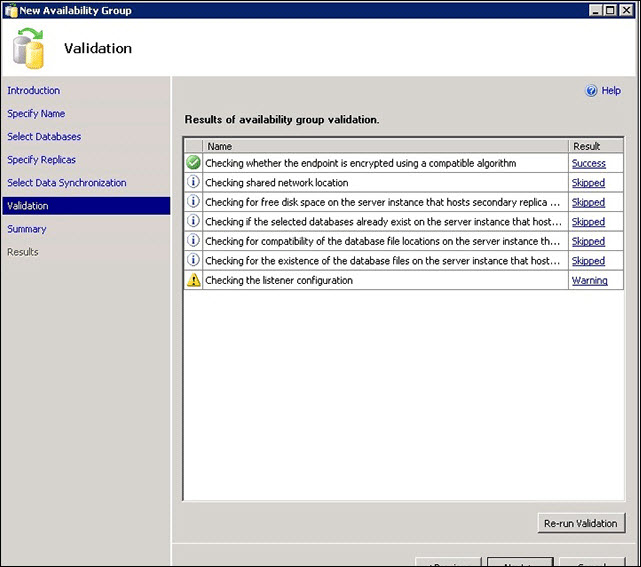 New Availability Group
Validation
Introduction
Help
Specify Name
Results of availability group validation.
Select Databases
Specify Replicas
Select Data Synchronization
Validation
Summary
Results
Name Result
Checking whether the endpoint is encrypted using a compatible algorithm Success
Checking shared network location Skipped
Checking for free disk space on the server instance that hosts secondary replica ... Skipped
Checking if the selected databases already exist on the server instance that host... Skipped
Checking for compatibility of the database file locations on the server instance th... Skipped
Checking for the existence of the database files on the server instance that host... Skipped
Checking the listener configuration Warning
Re-run Validation